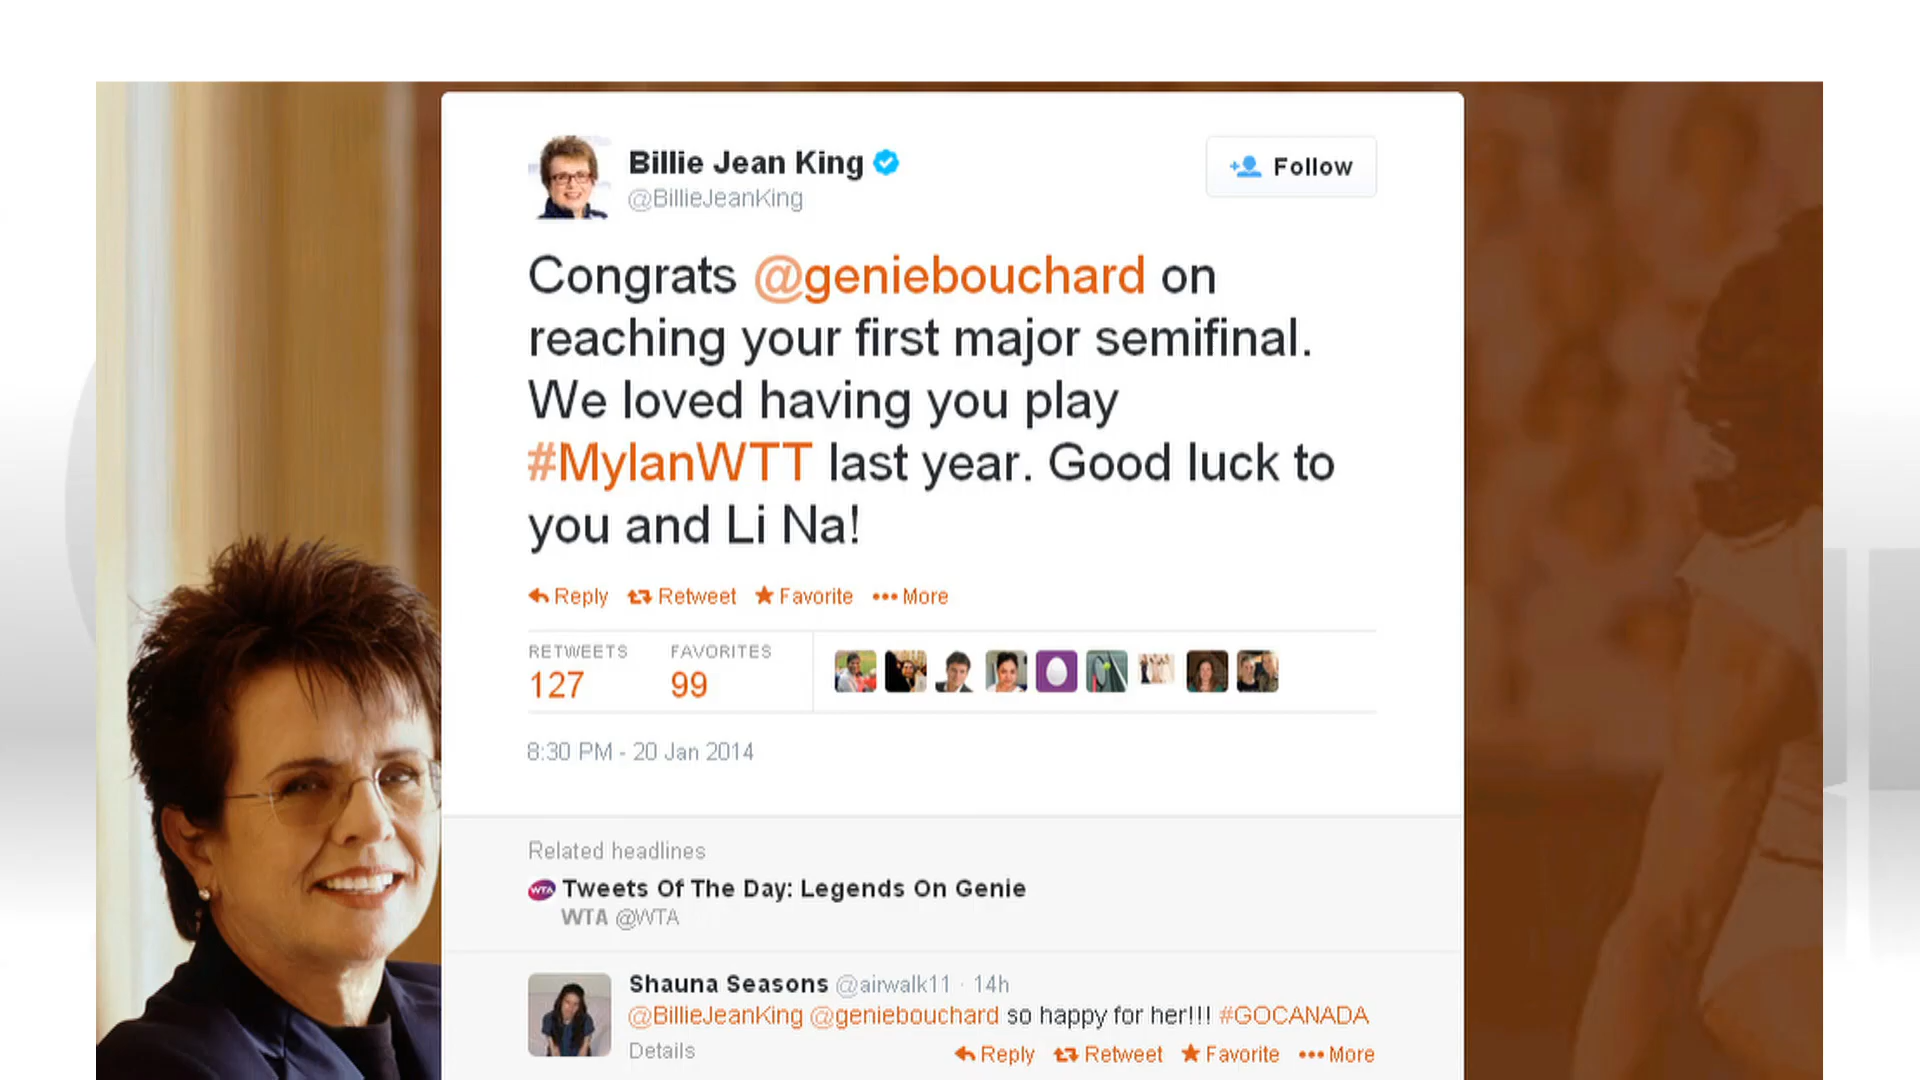 Billie Jean King
@BillieJeanKing
Follow
Congrats @geniebouchard on
reaching your first major semifinal.
We loved having you play
#MylanWTT last year. Good luck to
you and Li Na!
Reply Retweet Favorite More
RETWEETS FAVORITES
127 99
8:30 PM - 20 Jan 2014
Related headlines
WTA Tweets Of The Day: Legends On Genie
WTA @WTA
Shauna Seasons @airwalk11 · 14h
@BillieJeanKing @geniebouchard so happy for her!!! #GOCANADA
Details Reply Retweet Favorite More